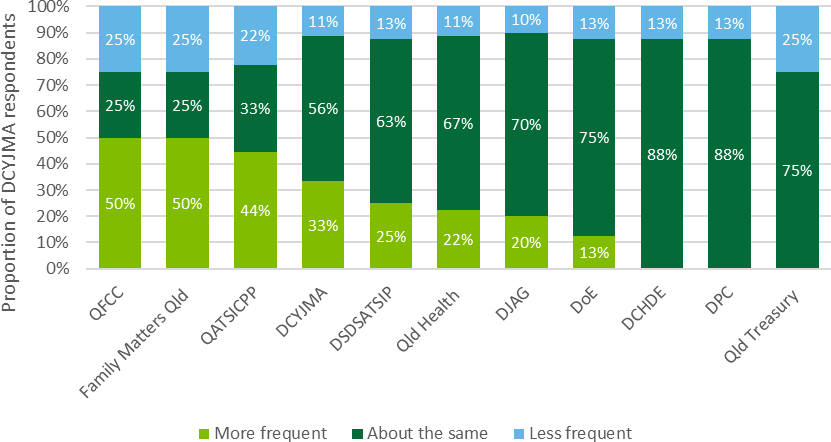 Proportion of DCYJMA respondents
100%
90%
80%
70%
60%
50%
40%
30%
20%
10%
0%
25% 25% 22% 11% 13% 11% 10% 13% 13% 13% 25%
25% 25% 33% 56% 63% 67% 70% 75% 88% 88% 75%
50% 50% 44% 33% 25% 22% 20% 13%
QFCC
Family Matters Qld
QATSICPP
DCYJMA
DSDSATSIP
Qld Health
DJAG
DoE
DCHDE
DPC
Qld Treasury
More frequent About the same Less frequent